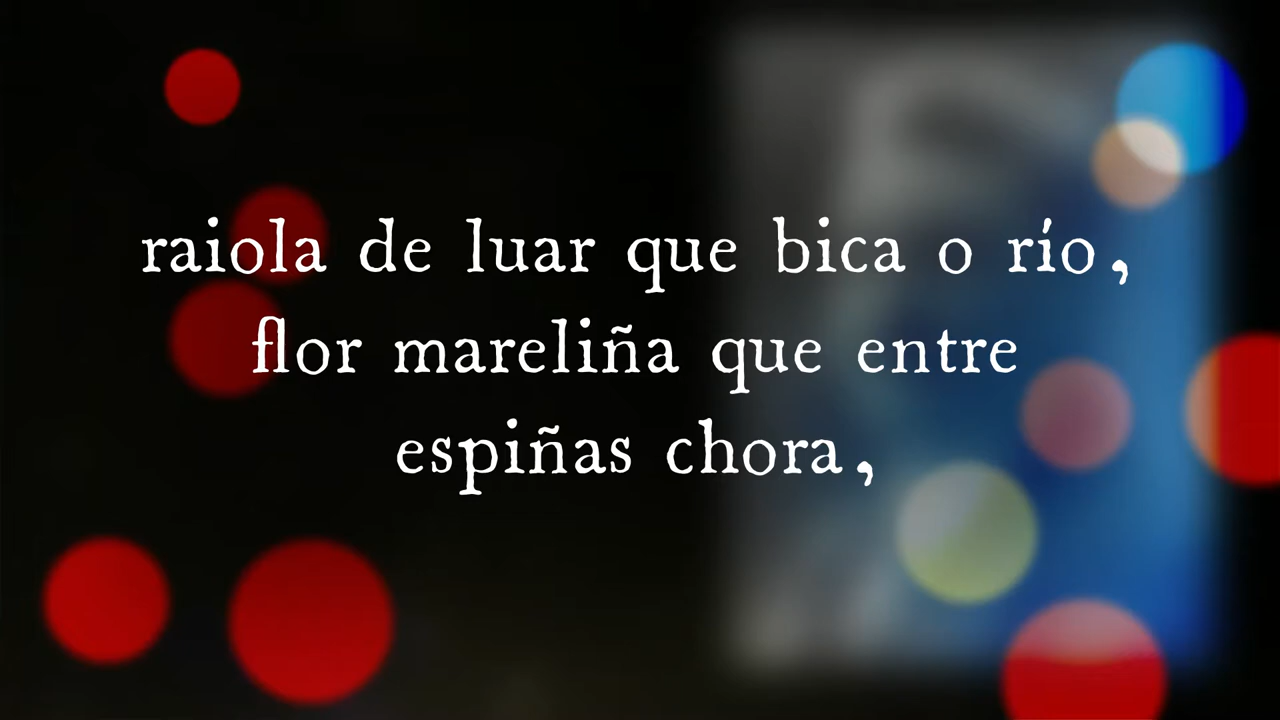 raiola de luar que bica o río,
flor mareliña que entre
espiñas chora,